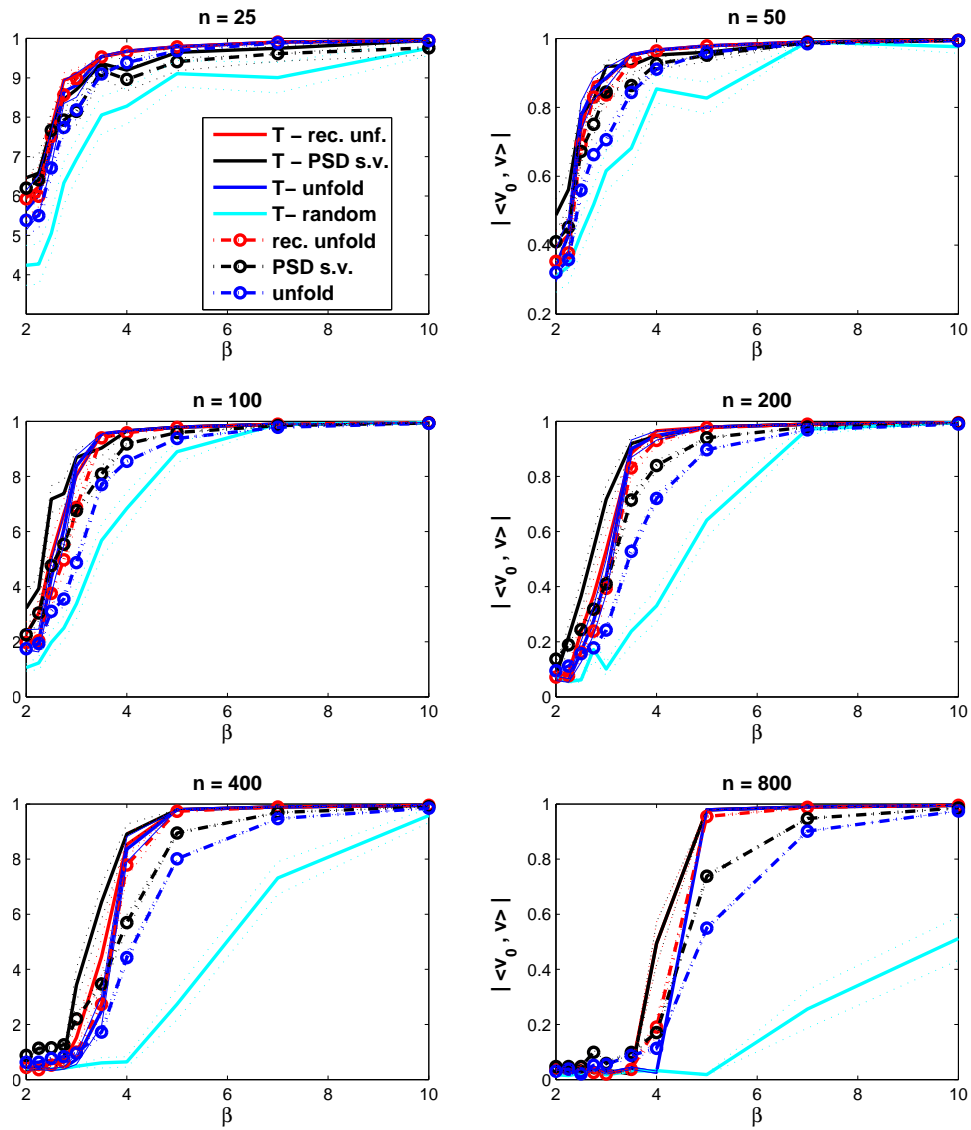 n = 25
1
9
8
7
6
5
4
T − rec. unf.
T − PSD s.v.
T− unfold
T− random
rec. unfold
PSD s.v.
unfold
2 4 6 8 10
β
n = 50
| <v_0 , v> |
1
0.8
0.6
0.4
0.2
2 4 6 8 10
β
n = 100
1
8
6
4
2
0
2 4 6 8 10
β
n = 200
| <v_0 , v> |
1
0.8
0.6
0.4
0.2
0
2 4 6 8 10
β
n = 400
1
8
6
4
2
0
2 4 6 8 10
β
n = 800
| <v_0 , v> |
1
0.8
0.6
0.4
0.2
0
2 4 6 8 10
β